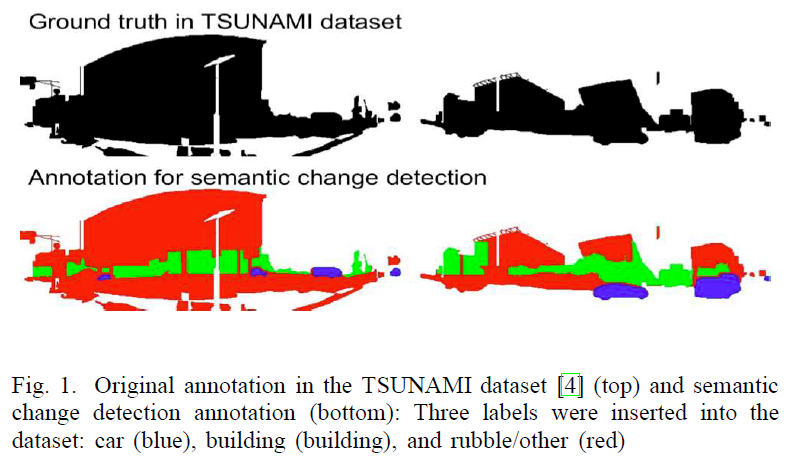 Ground truth in TSUNAMI dataset
Annotation for semantic change detection
Fig. 1. Original annotation in the TSUNAMI dataset [4] (top) and semantic
change detection annotation (bottom): Three labels were inserted into the
dataset: car (blue), building (building), and rubble/other (red)